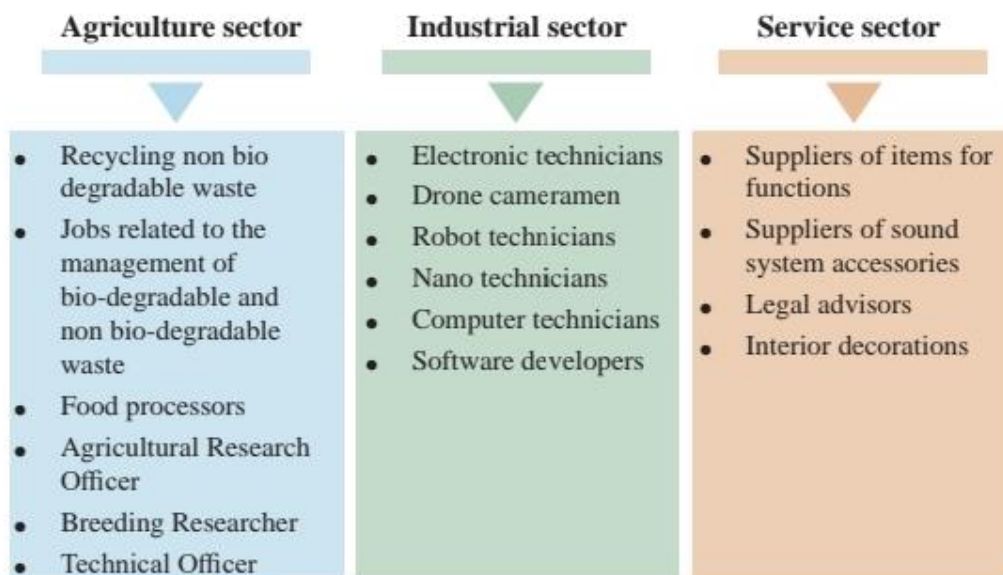 Agriculture sector
Recycling non bio
degradable waste
Jobs related to the
management of
bio-degradable and
non bio-degradable
waste
Food processors
Agricultural Research
Officer
Breeding Researcher
Technical Officer
Industrial sector
Electronic technicians
Drone cameramen
Robot technicians
Nano technicians
Computer technicians
Software developers
Service sector
Suppliers of items for
functions
Suppliers of sound
system accessories
Legal advisors
Interior decorations